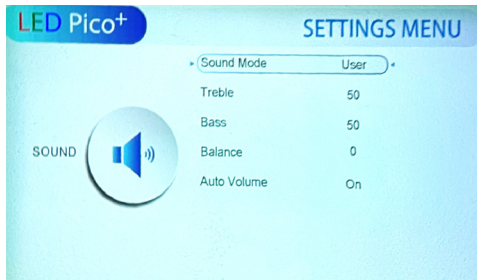 LED Pico+
SETTINGS MENU
Sound Mode User
Treble 50
Bass 50
SOUND
Balance 0
Auto Volume On